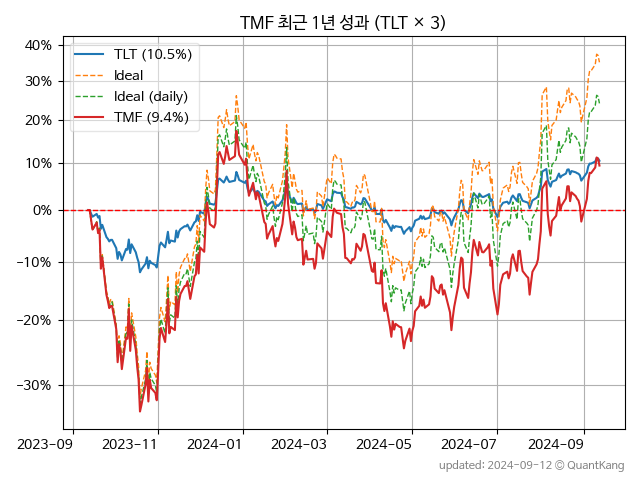 TMF 최근 1년 성과 (TLT × 3)
40%
30%
20%
10%
0%
−10%
−20%
−30%
TLT (10.5%)
Ideal
Ideal (daily)
TMF (9.4%)
2023-09
2023-11
2024-01
2024-03
2024-05
2024-07
2024-09
updated: 2024-09-12 © QuantKang